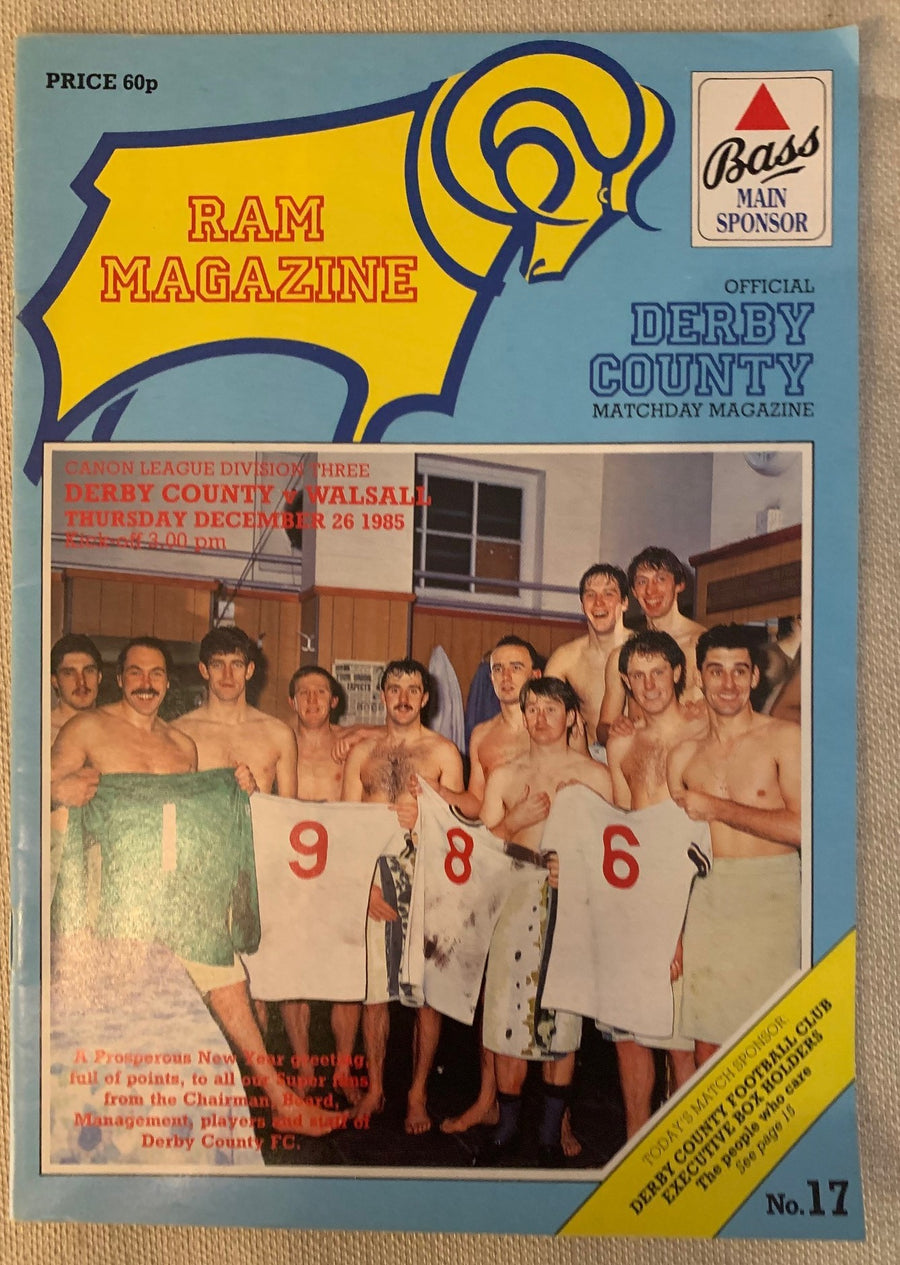 PRICE 60p
RAM
MAGAZINE
Bass
MAIN
SPONSOR
OFFICIAL
DERBY
COUNTY
MATCHDAY MAGAZINE
CANON LEAGUE DIVISION THREE
DERBY COUNTY v WALSALL
THURSDAY DECEMBER 26 1985
Kick-off 3.00 pm
1
9
8
6
A Prosperous New Year greeting,
full of points, to all our Super fans
from the Chairman, Board,
Management, players and staff of
Derby County FC.
TODAY'S MATCH SPONSOR:
DERBY COUNTY FOOTBALL CLUB
EXECUTIVE BOX HOLDERS
The people who care
See page 15
No.17